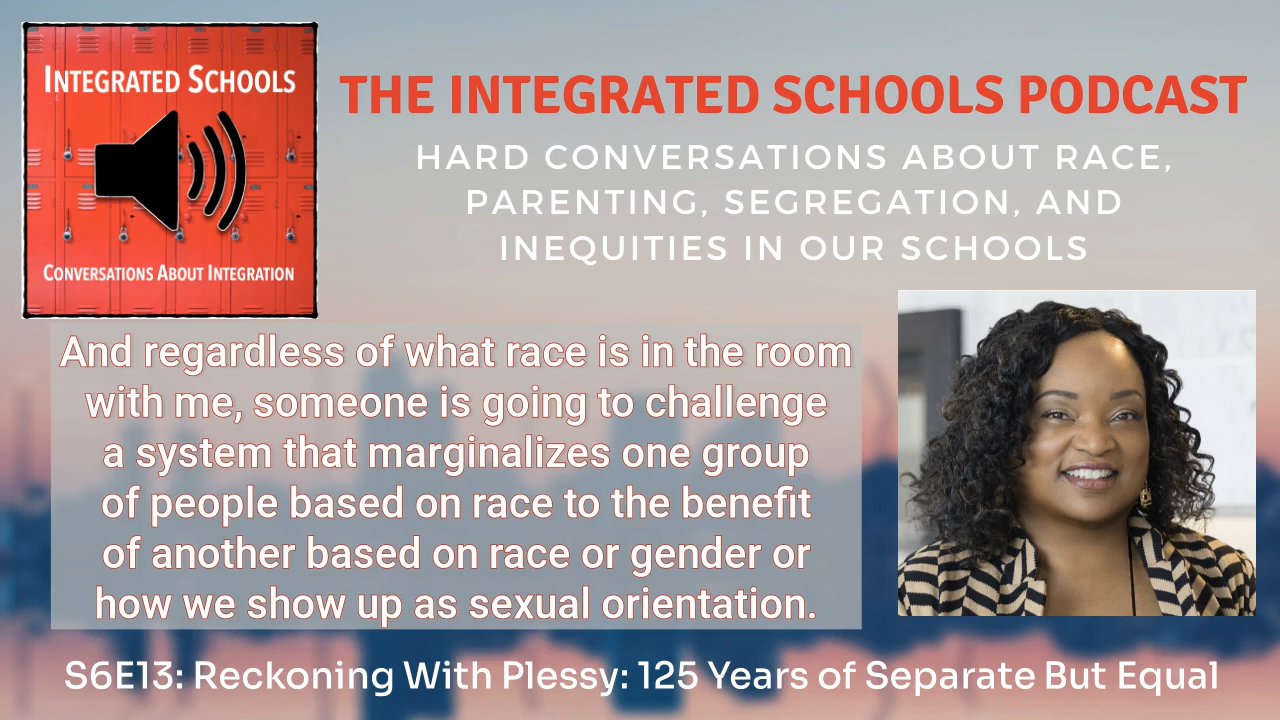 INTEGRATED SCHOOLS
CONVERSATIONS ABOUT INTEGRATION
THE INTEGRATED SCHOOLS PODCAST
HARD CONVERSATIONS ABOUT RACE,
PARENTING, SEGREGATION, AND
INEQUITIES IN OUR SCHOOLS
And regardless of what race is in the room
with me, someone is going to challenge
a system that marginalizes one group
of people based on race to the benefit
of another based on race or gender or
how we show up as sexual orientation.
S6E13: Reckoning With Plessy: 125 Years of Separate But Equal